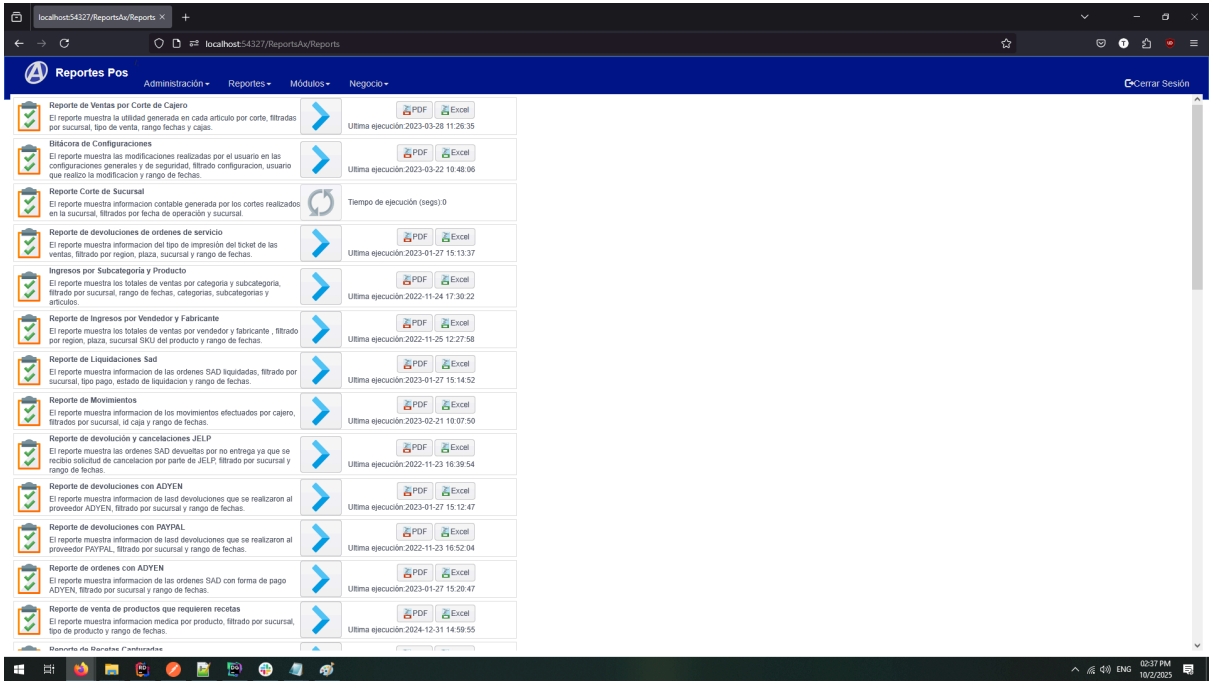 localhost:54327/ReportsAx/Reports
localhost:54327/ReportsAx/Reports
Reportes Pos
Administración
Reportes
Módulos
Negocio
Cerrar Sesión
Reporte de Ventas por Corte de Cajero
El reporte muestra la utilidad generada en cada articulo por corte, filtradas
por sucursal, tipo de venta, rango fechas y cajas.
PDF Excel
Ultima ejecución:2023-03-28 11:26:35
Bitácora de Configuraciones
El reporte muestra las modificaciones realizadas por el usuario en las
configuraciones generales y de seguridad, filtrado configuracion, usuario
que realizo la modificacion y rango de fechas.
PDF Excel
Ultima ejecución:2023-03-22 10:48:06
Reporte Corte de Sucursal
El reporte muestra informacion contable generada por los cortes realizados
en la sucursal, filtrados por fecha de operación y sucursal.
Tiempo de ejecución (segs):0
Reporte de devoluciones de ordenes de servicio
El reporte muestra informacion del tipo de impresión del ticket de las
ventas, filtrado por region, plaza, sucursal y rango de fechas.
PDF Excel
Ultima ejecución:2023-01-27 15:13:37
Ingresos por Subcategoria y Producto
El reporte muestra los totales de ventas por categoria y subcategoria,
filtrado por sucursal, rango de fechas, categorias, subcategorias y
articulos.
PDF Excel
Ultima ejecución:2022-11-24 17:30:22
Reporte de Ingresos por Vendedor y Fabricante
El reporte muestra los totales de ventas por vendedor y fabricante , filtrado
por region, plaza, sucursal SKU del producto y rango de fechas.
PDF Excel
Ultima ejecución:2022-11-25 12:27:58
Reporte de Liquidaciones Sad
El reporte muestra informacion de las ordenes SAD liquidadas, filtrado por
sucursal, tipo pago, estado de liquidacion y rango de fechas.
PDF Excel
Ultima ejecución:2023-01-27 15:14:52
Reporte de Movimientos
El reporte muestra informacion de los movimientos efectuados por cajero,
filtrados por sucursal, id caja y rango de fechas.
PDF Excel
Ultima ejecución:2023-02-21 10:07:50
Reporte de devolución y cancelaciones JELP
El reporte muestra las ordenes SAD devueltas por no entrega ya que se
recibio solicitud de cancelacion por parte de JELP, filtrado por sucursal y
rango de fechas.
PDF Excel
Ultima ejecución:2022-11-23 16:39:54
Reporte de devoluciones con ADYEN
El reporte muestra informacion de lasd devoluciones que se realizaron al
proveedor ADYEN, filtrado por sucursal y rango de fechas.
PDF Excel
Ultima ejecución:2023-01-27 15:12:47
Reporte de devoluciones con PAYPAL
El reporte muestra informacion de lasd devoluciones que se realizaron al
proveedor PAYPAL, filtrado por sucursal y rango de fechas.
PDF Excel
Ultima ejecución:2022-11-23 16:52:04
Reporte de ordenes con ADYEN
El reporte muestra informacion de las ordenes SAD con forma de pago
ADYEN, filtrado por sucursal y rango de fechas.
PDF Excel
Ultima ejecución:2023-01-27 15:20:47
Reporte de venta de productos que requieren recetas
El reporte muestra informacion medica por producto, filtrado por sucursal,
tipo de producto y rango de fechas.
PDF Excel
Ultima ejecución:2024-12-31 14:59:55
Reporte de Recetas Capturadas
ENG
02:37 PM
10/2/2025